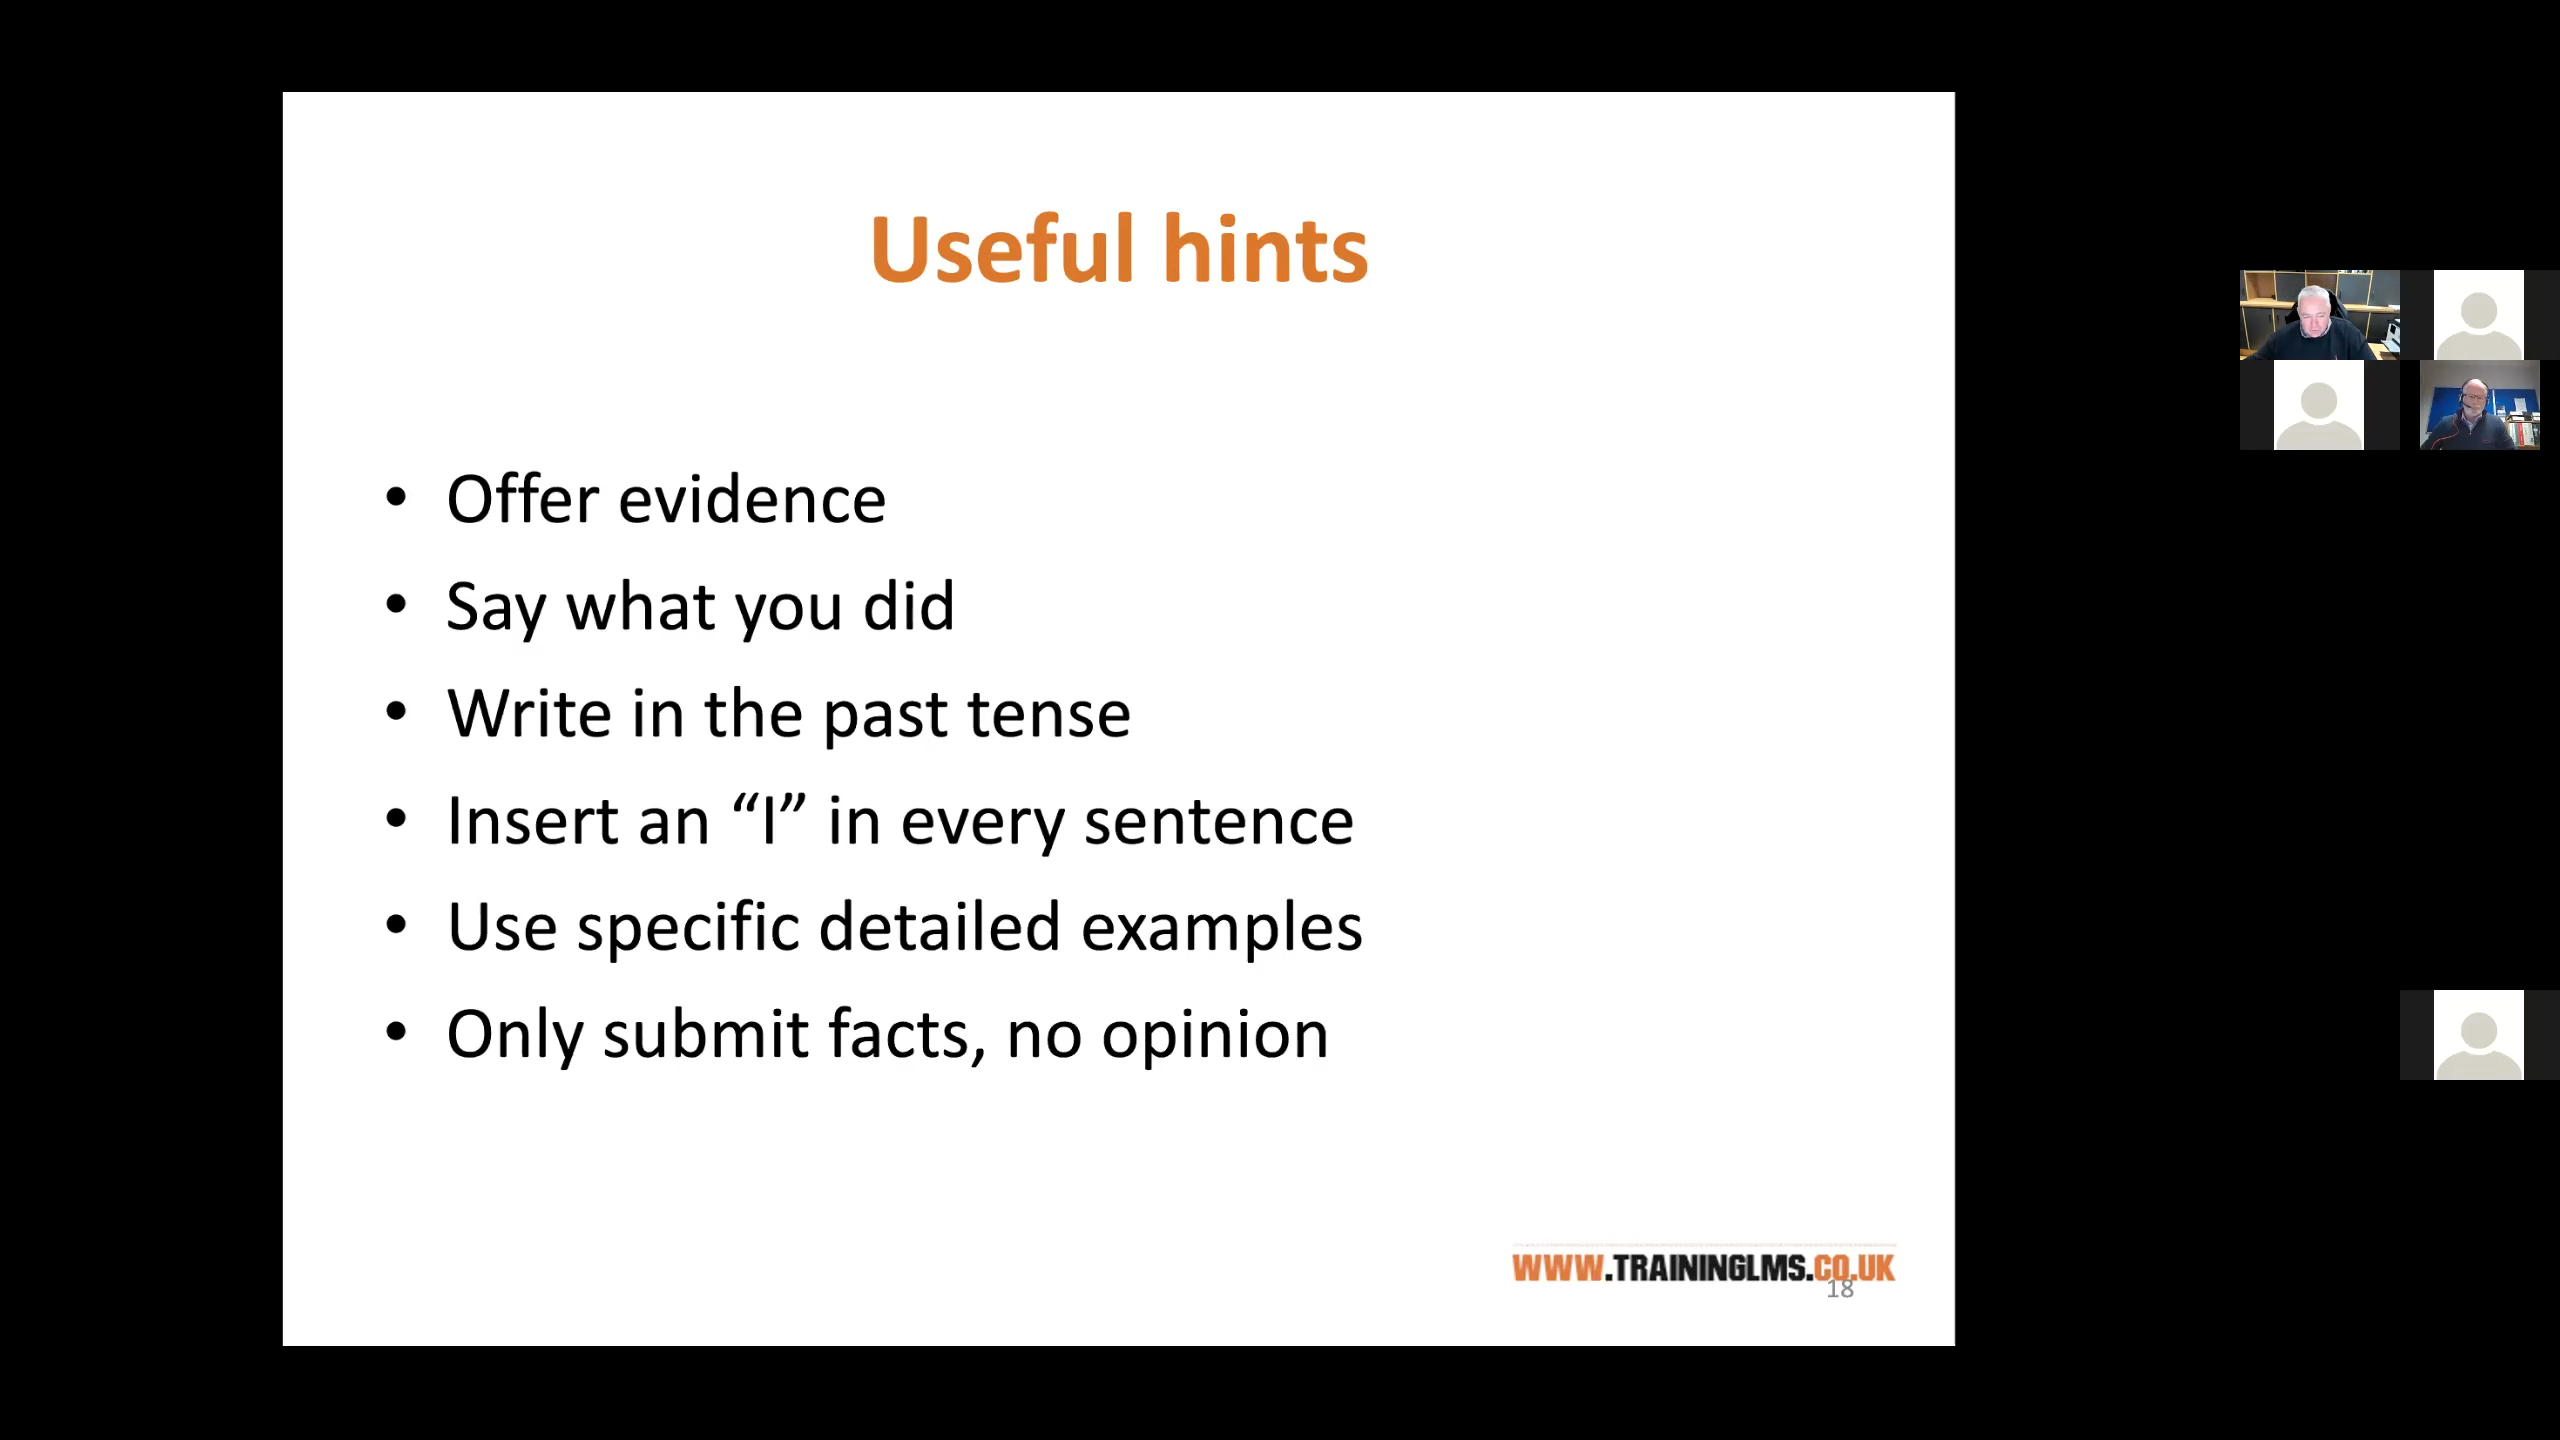 Useful hints
• Offer evidence
• Say what you did
• Write in the past tense
• Insert an “I” in every sentence
• Use specific detailed examples
• Only submit facts, no opinion
WWW.TRAININGLMS.CO.UK
18